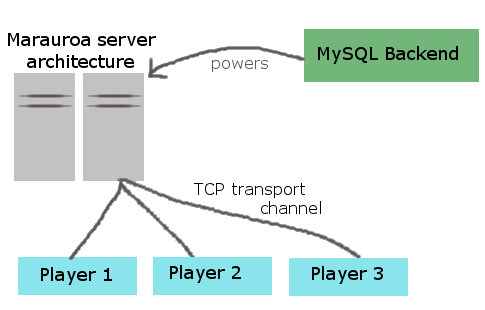 Marauroa server
architecture
MySQL Backend
powers
TCP transport
channel
Player 1
Player 2
Player 3